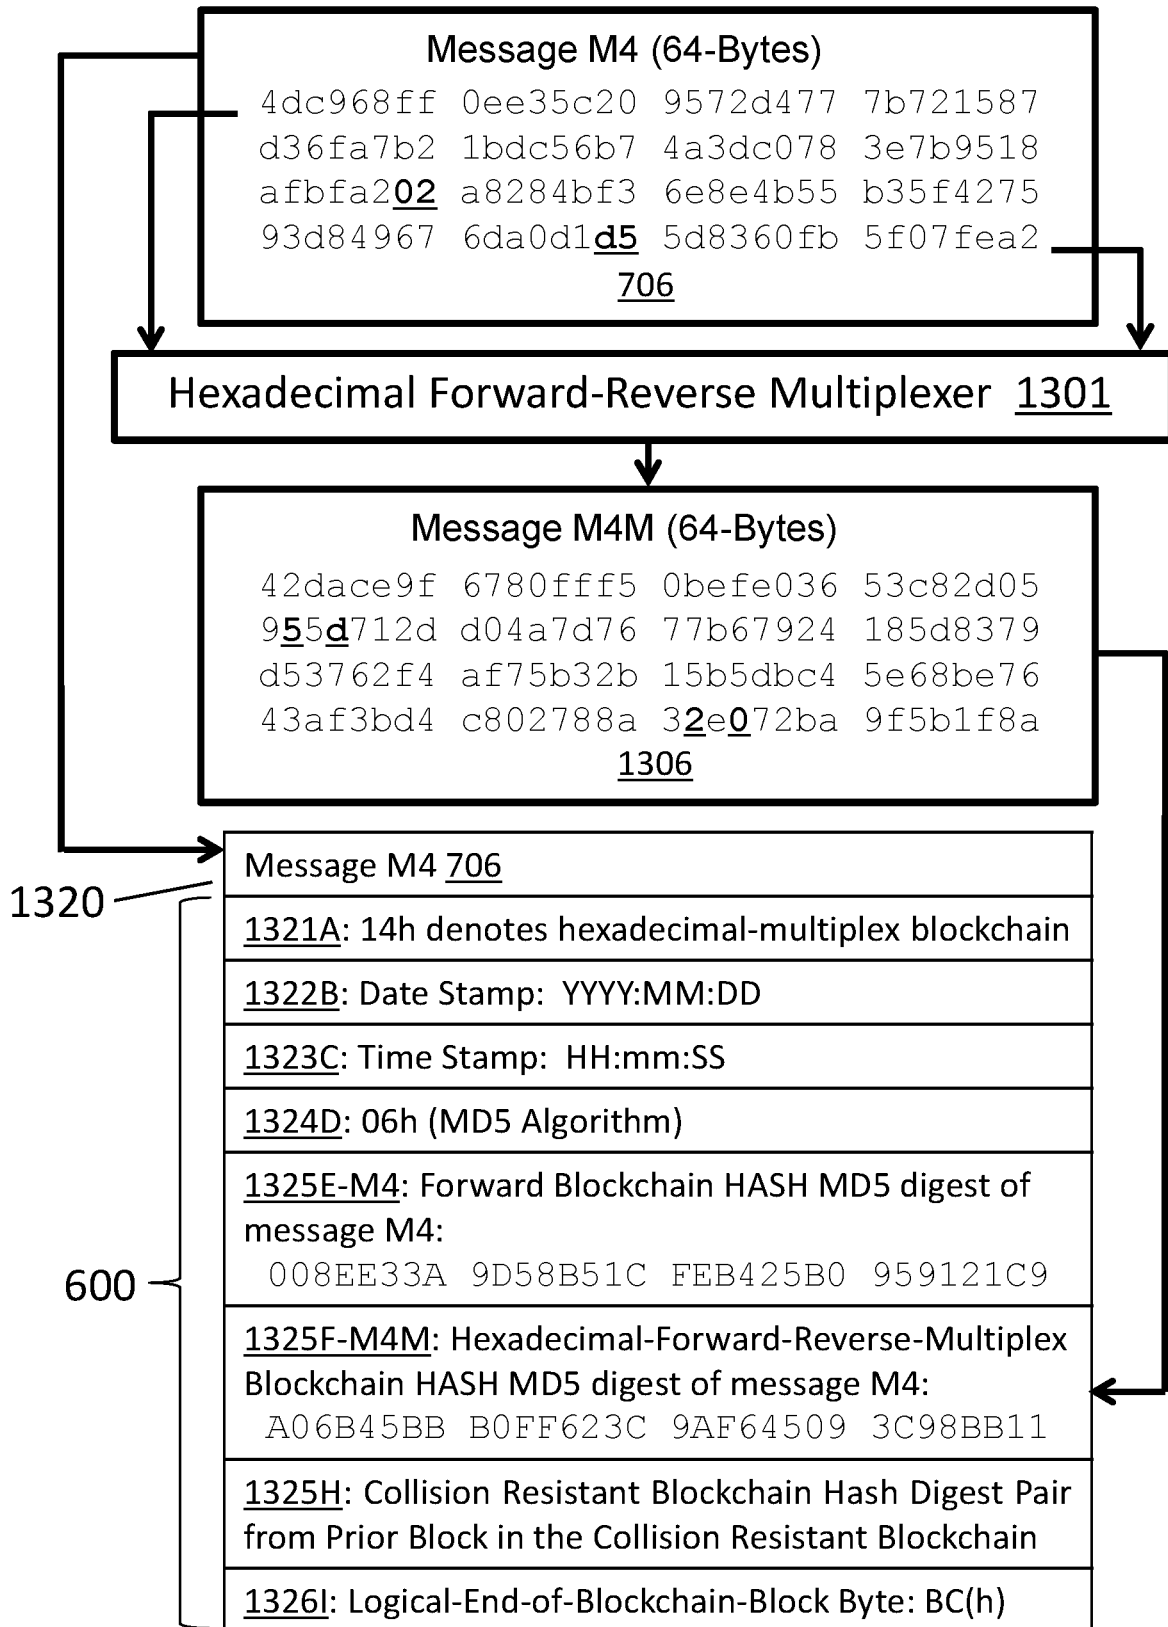 Message M4 (64-Bytes)
4dc968ff 0ee35c20 9572d477 7b721587
d36fa7b2 1bdc56b7 4a3dc078 3e7b9518
afbfa202 a8284bf3 6e8e4b55 b35f4275
93d84967 6da0d1d5 5d8360fb 5f07fea2
706
Hexadecimal Forward-Reverse Multiplexer 1301
Message M4M (64-Bytes)
42dace9f 6780fff5 0befe036 53c82d05
955d712d d04a7d76 77b67924 185d8379
d53762f4 af75b32b 15b5dbc4 5e68be76
43af3bd4 c802788a 32e072ba 9f5b1f8a
1306
Message M4 706
1320
1321A: 14h denotes hexadecimal-multiplex blockchain
1322B: Date Stamp: YYYY:MM:DD
1323C: Time Stamp: HH:mm:SS
1324D: 06h (MD5 Algorithm)
1325E-M4: Forward Blockchain HASH MD5 digest of
message M4:
008EE33A 9D58B51C FEB425B0 959121C9
600
1325F-M4M: Hexadecimal-Forward-Reverse-Multiplex
Blockchain HASH MD5 digest of message M4:
A06B45BB B0FF623C 9AF64509 3C98BB11
1325H: Collision Resistant Blockchain Hash Digest Pair
from Prior Block in the Collision Resistant Blockchain
1326I: Logical-End-of-Blockchain-Block Byte: BC(h)